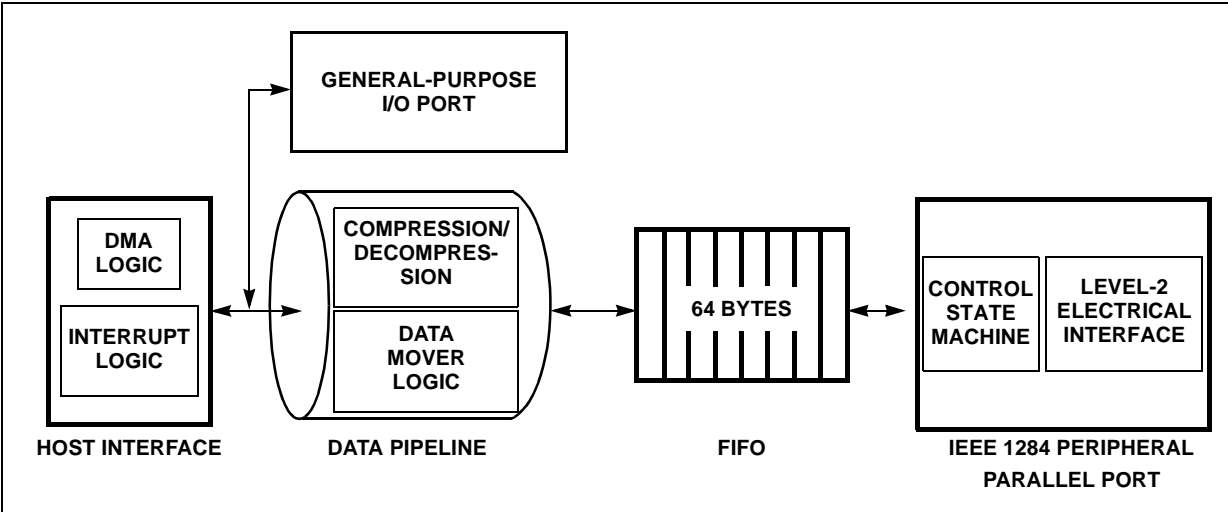 GENERAL-PURPOSE
I/O PORT
DMA
LOGIC
INTERRUPT
LOGIC
HOST INTERFACE
COMPRESSION/
DECOMPRES-
SION
DATA
MOVER
LOGIC
DATA PIPELINE
64 BYTES
FIFO
CONTROL
STATE
MACHINE
LEVEL-2
ELECTRICAL
INTERFACE
IEEE 1284 PERIPHERAL
PARALLEL PORT